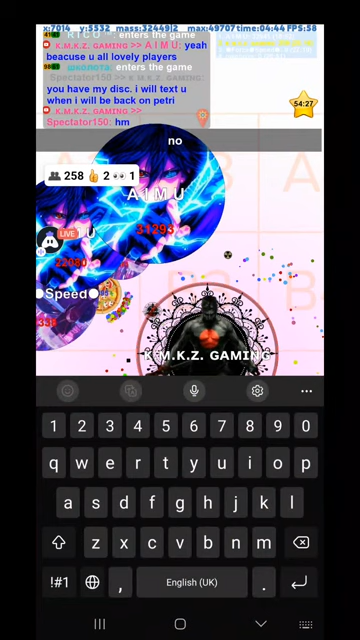 x:7014 y:5532 mass:32449|2 max:49707 time:04:44 FPS:58
enters the game
K.M.K.Z. GAMING >> A I M U: yeah
beacuse u all lovely players
enters the game
Spectator150 >> K.M.K.Z. GAMING:
you have my disc. i will text u
when i will be back on petri
K.M.K.Z. GAMING >>
Spectator150: hm
54:27
no
258 2 1
A I M U
31293
LIVE
U
22080
Speed
K.M.K.Z. GAMING
1 2 3 4 5 6 7 8 9 0
q w e r t y u i o p
a s d f g h j k l
z x c v b n m
!#1 , English (UK) .